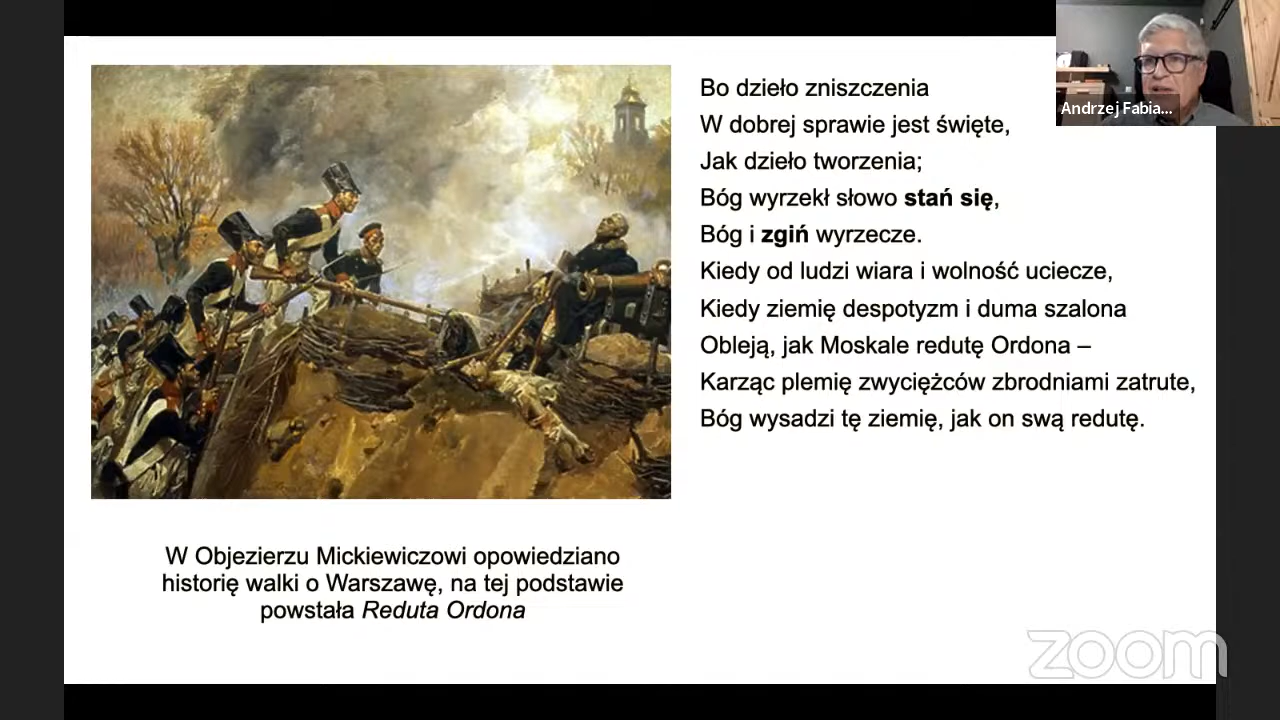 Bo dzieło zniszczenia
W dobrej sprawie jest święte,
Jak dzieło tworzenia;
Bóg wyrzekł słowo stań się,
Bóg i zgiń wyrzecze.
Kiedy od ludzi wiara i wolność uciecze,
Kiedy ziemię despotyzm i duma szalona
Obleją, jak Moskale redutę Ordona –
Karząc plemię zwyciężców zbrodniami zatrute,
Bóg wysadzi tę ziemię, jak on swą redutę.
W Objezierzu Mickiewiczowi opowiedziano
historię walki o Warszawę, na tej podstawie
powstała Reduta Ordona
Andrzej Fabia...
zoom